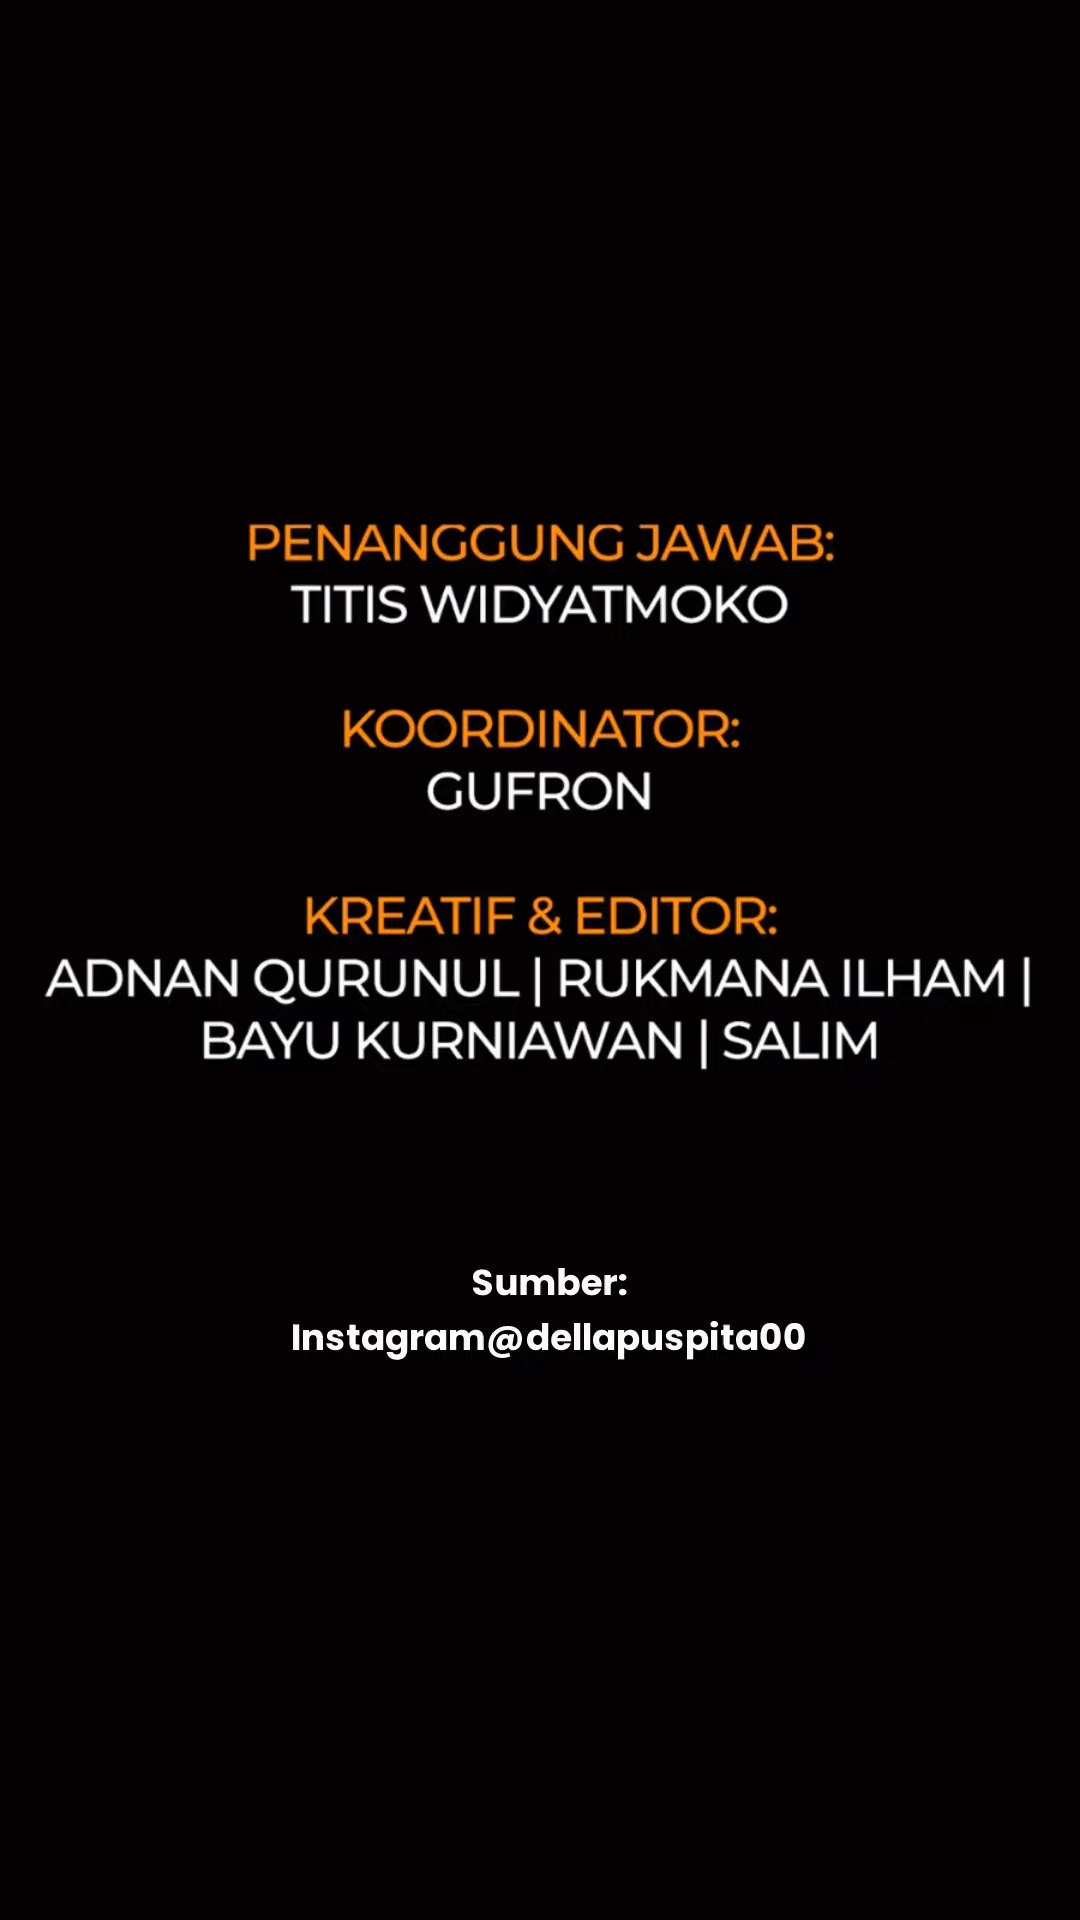 PENANGGUNG JAWAB:
TITIS WIDYATMOKO
KOORDINATOR:
GUFRON
KREATIF & EDITOR:
ADNAN QURUNUL | RUKMANA ILHAM |
BAYU KURNIAWAN | SALIM
Sumber:
Instagram@dellapuspita00